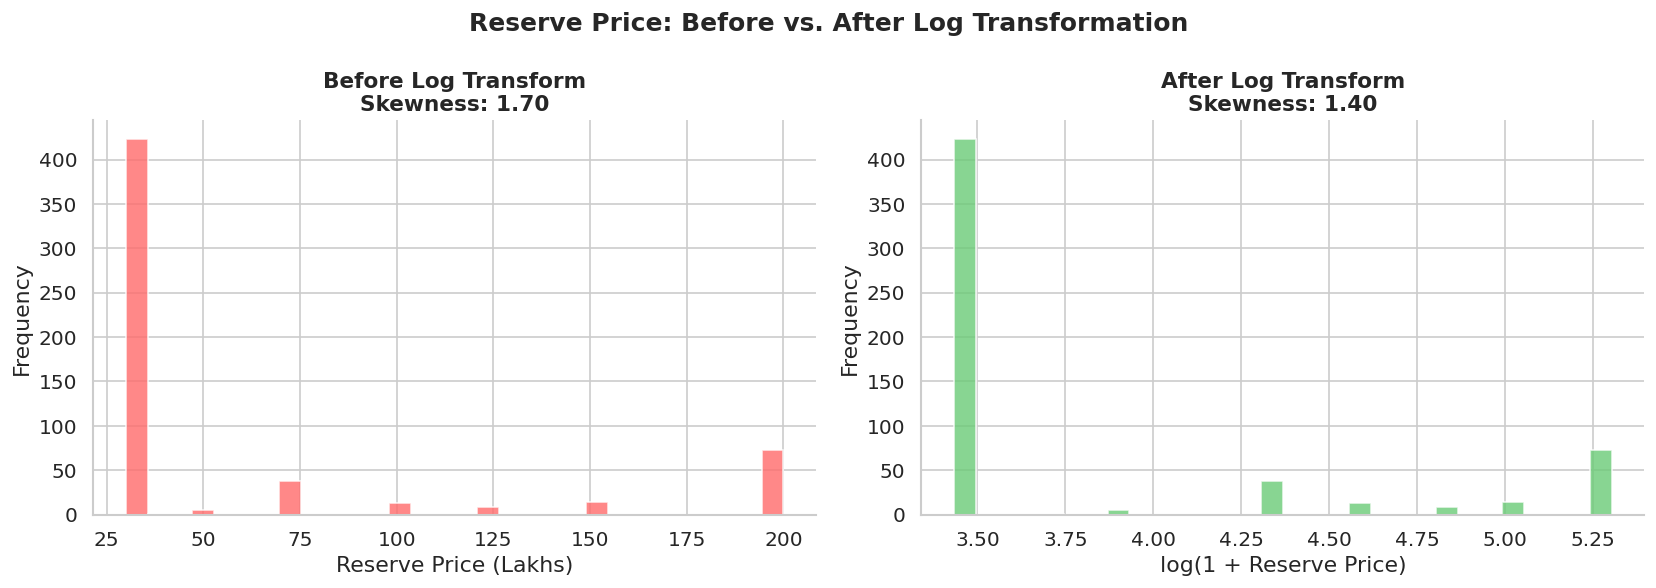 Reserve Price: Before vs. After Log Transformation
Before Log Transform
Skewness: 1.70
Frequency
400
350
300
250
200
150
100
50
0
25 50 75 100 125 150 175 200
Reserve Price (Lakhs)
After Log Transform
Skewness: 1.40
Frequency
400
350
300
250
200
150
100
50
0
3.50 3.75 4.00 4.25 4.50 4.75 5.00 5.25
log(1 + Reserve Price)